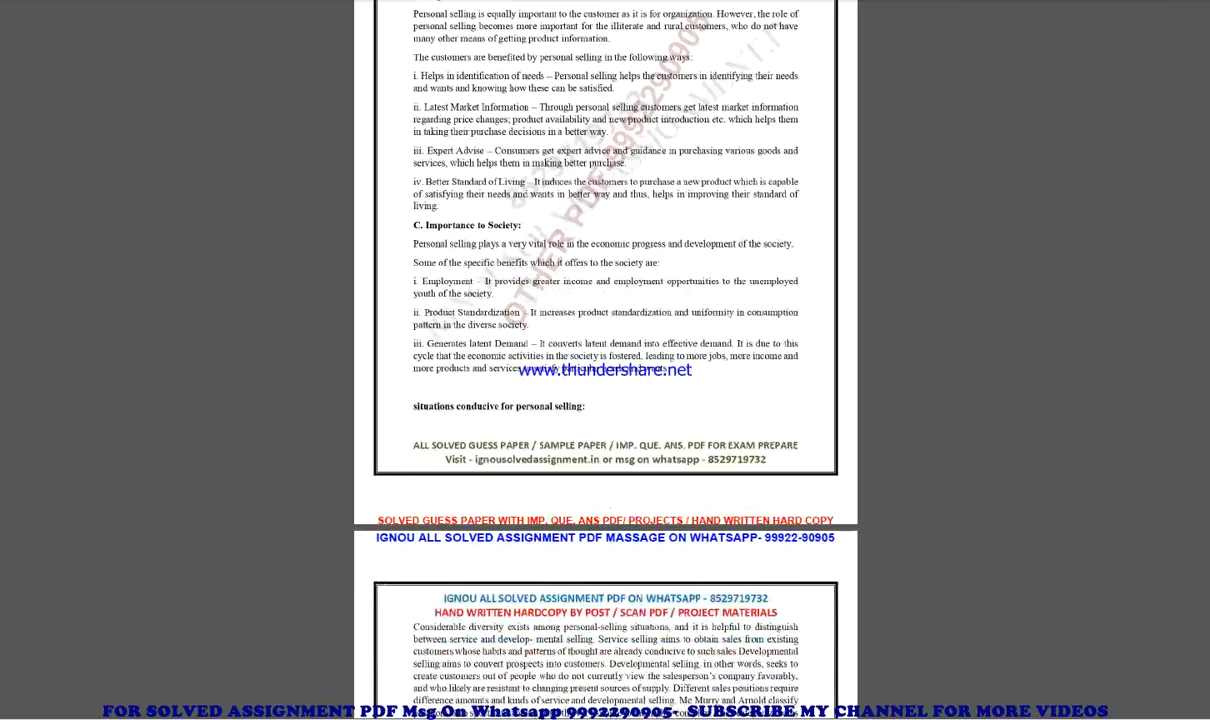 Personal selling is equally important to the customer as it is for organization. However, the role of
personal selling becomes more important for the illiterate and rural customers, who do not have
many other means of getting product information.
The customers are benefited by personal selling in the following ways:
i. Helps in identification of needs – Personal selling helps the customers in identifying their needs
and wants and knowing how these can be satisfied.
ii. Latest Market Information – Through personal selling customers get latest market information
regarding price changes; product availability and new product introduction etc. which helps them
in taking their purchase decisions in a better way.
iii. Expert Advise – Consumers get expert advice and guidance in purchasing various goods and
services, which helps them in making better purchase.
iv. Better Standard of Living – It induces the customers to purchase a new product which is capable
of satisfying their needs and wants in better way and thus, helps in improving their standard of
living.
C. Importance to Society:
Personal selling plays a very vital role in the economic progress and development of the society.
Some of the specific benefits which it offers to the society are:
i. Employment – It provides greater income and employment opportunities to the unemployed
youth of the society.
ii. Product Standardization – It increases product standardization and uniformity in consumption
pattern in the diverse society.
iii. Generates latent Demand – It converts latent demand into effective demand. It is due to this
cycle that the economic activities in the society is fostered, leading to more jobs, more income and
more products and services
www.thundershare.net
OTHER PDF-9992290905
situations conducive for personal selling:
ALL SOLVED GUESS PAPER / SAMPLE PAPER / IMP. QUE. ANS. PDF FOR EXAM PREPARE
Visit - ignousolvedassignment.in or msg on whatsapp - 8529719732
SOLVED GUESS PAPER WITH IMP. QUE. ANS PDF/ PROJECTS / HAND WRITTEN HARD COPY
IGNOU ALL SOLVED ASSIGNMENT PDF MASSAGE ON WHATSAPP- 99922-90905
IGNOU ALL SOLVED ASSIGNMENT PDF ON WHATSAPP - 8529719732
HAND WRITTEN HARDCOPY BY POST / SCAN PDF / PROJECT MATERIALS
Considerable diversity exists among personal-selling situations, and it is helpful to distinguish
between service and develop- mental selling. Service selling aims to obtain sales from existing
customers whose habits and patterns of thought are already conducive to such sales Developmental
selling aims to convert prospects into customers. Developmental selling, in other words, seeks to
create customers out of people who do not currently view the salesperson's company favorably,
and who likely are resistant to changing present sources of supply. Different sales positions require
difference amounts and kinds of service and developmental selling. Mc Murry and Arnold classify
FOR SOLVED ASSIGNMENT PDF Msg On Whatsapp 9992290905- SUBSCRIBE MY CHANNEL FOR MORE VIDEOS